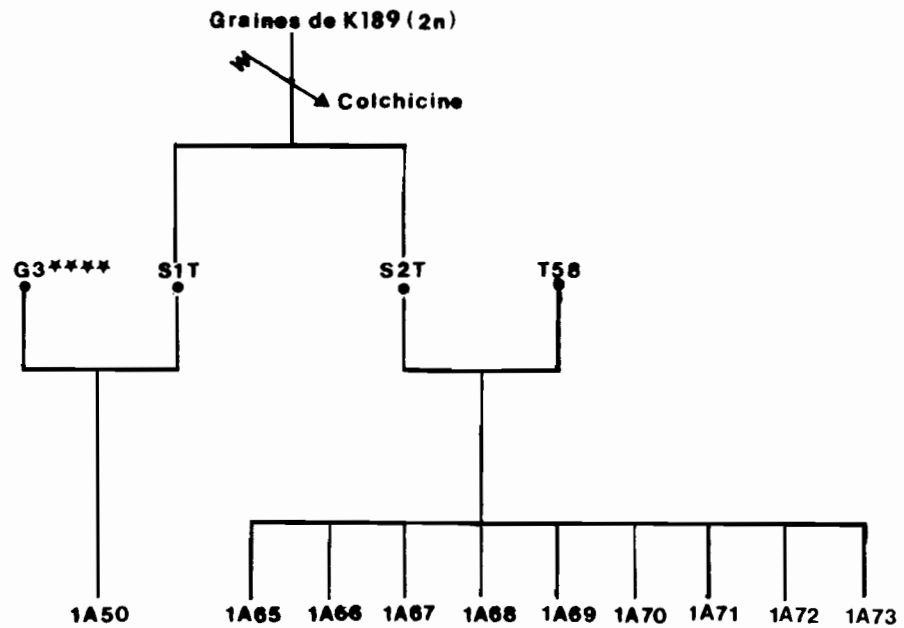 Graines de K189 (2n)
Colchicine
G3**** S1T S2T T58
1A50 1A65 1A66 1A67 1A68 1A69 1A70 1A71 1A72 1A73